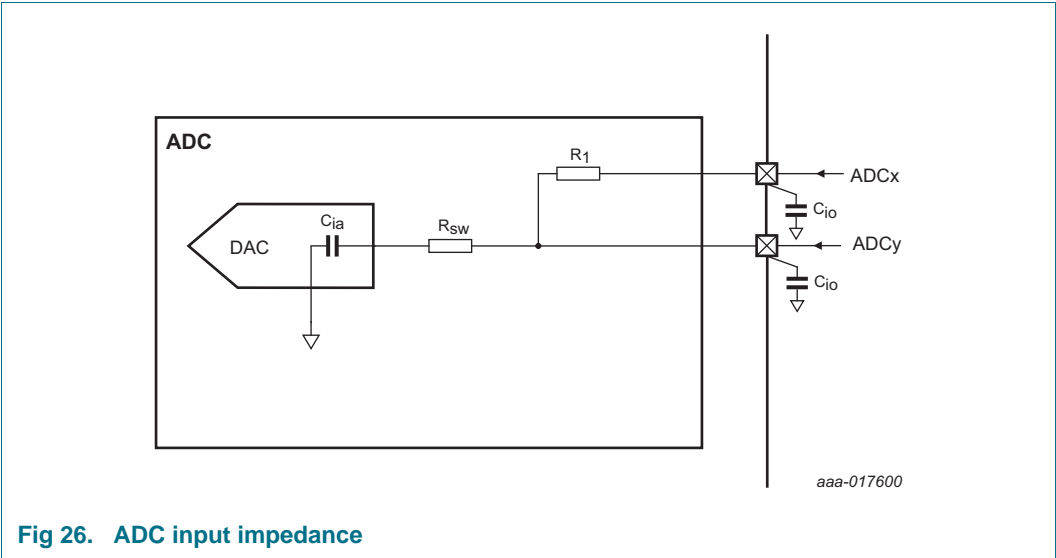 ADC
R1
ADCx
Cio
Cia
Rsw
DAC
ADCy
Cio
aaa-017600
Fig 26. ADC input impedance